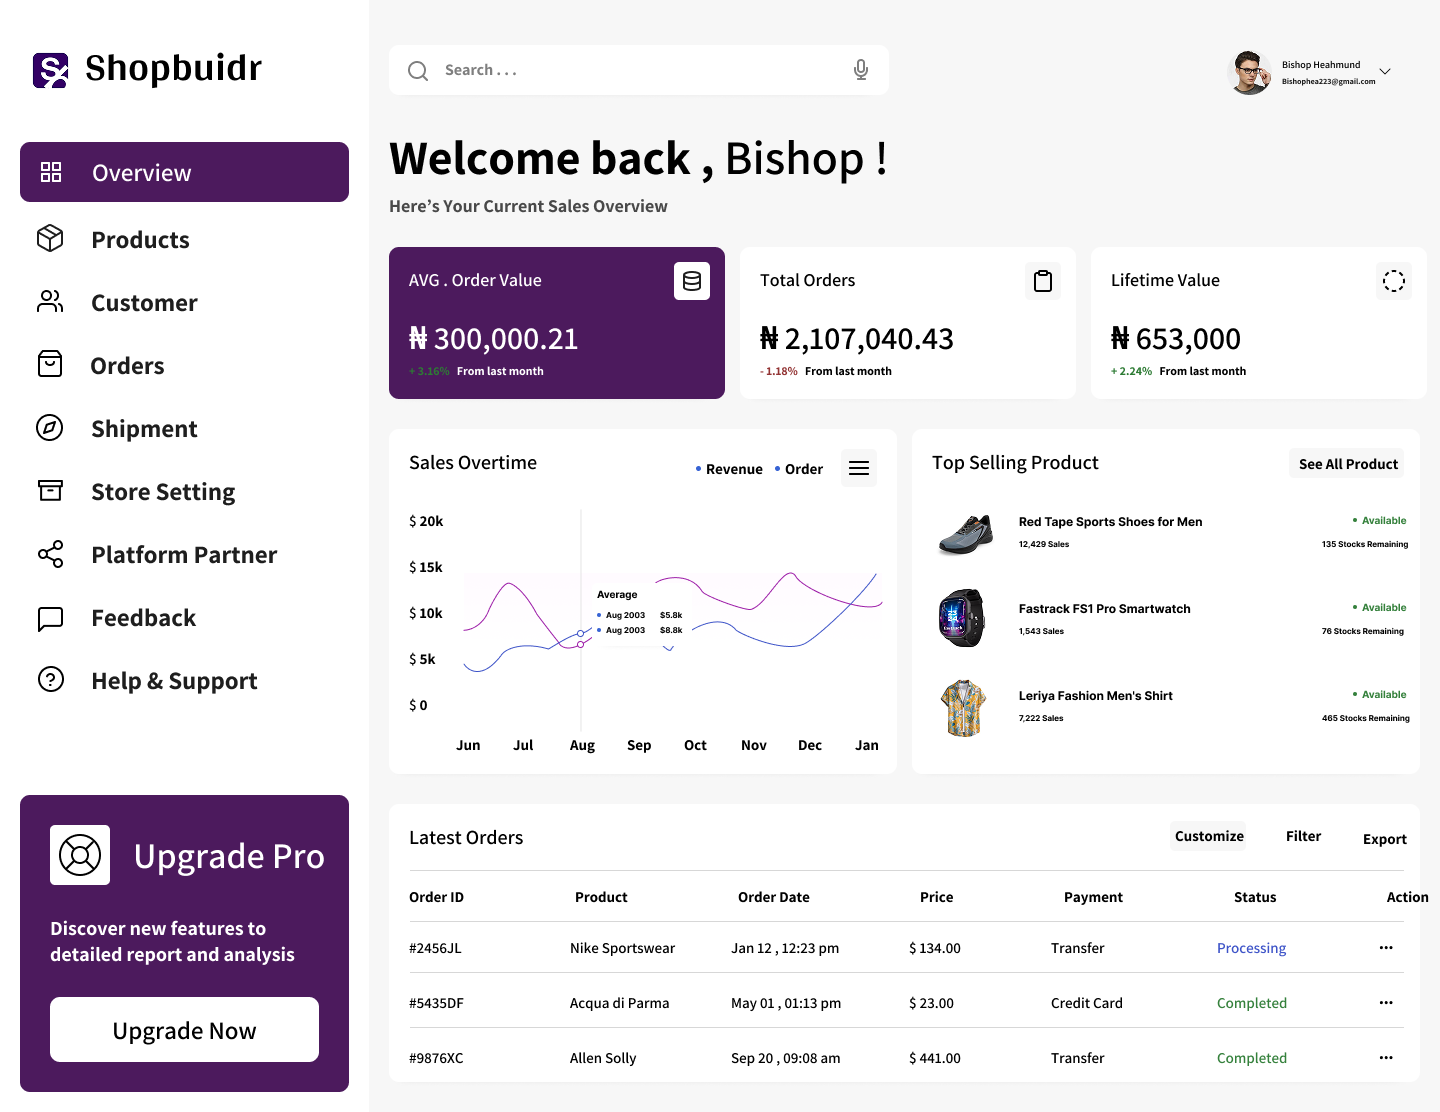 Shopbuidr
Overview
Products
Customer
Orders
Shipment
Store Setting
Platform Partner
Feedback
Help & Support
Upgrade Pro
Discover new features to
detailed report and analysis
Upgrade Now
Search . . .
Bishop Heahmund
Bishophea223@gmail.com
Welcome back , Bishop !
Here’s Your Current Sales Overview
AVG . Order Value
₦ 300,000.21
+ 3.16% From last month
Total Orders
₦ 2,107,040.43
- 1.18% From last month
Lifetime Value
₦ 653,000
+ 2.24% From last month
Sales Overtime
Revenue Order
$ 20k
$ 15k
$ 10k
$ 5k
$ 0
Average
Aug 2003 $5.8k
Aug 2003 $8.8k
Jun Jul Aug Sep Oct Nov Dec Jan
Top Selling Product
See All Product
Red Tape Sports Shoes for Men
12,429 Sales
Available
135 Stocks Remaining
Fastrack FS1 Pro Smartwatch
1,543 Sales
Available
76 Stocks Remaining
Leriya Fashion Men's Shirt
7,222 Sales
Available
465 Stocks Remaining
Latest Orders
Customize Filter Export
Order ID Product Order Date Price Payment Status Action
#2456JL Nike Sportswear Jan 12 , 12:23 pm $ 134.00 Transfer Processing ...
#5435DF Acqua di Parma May 01 , 01:13 pm $ 23.00 Credit Card Completed ...
#9876XC Allen Solly Sep 20 , 09:08 am $ 441.00 Transfer Completed ...